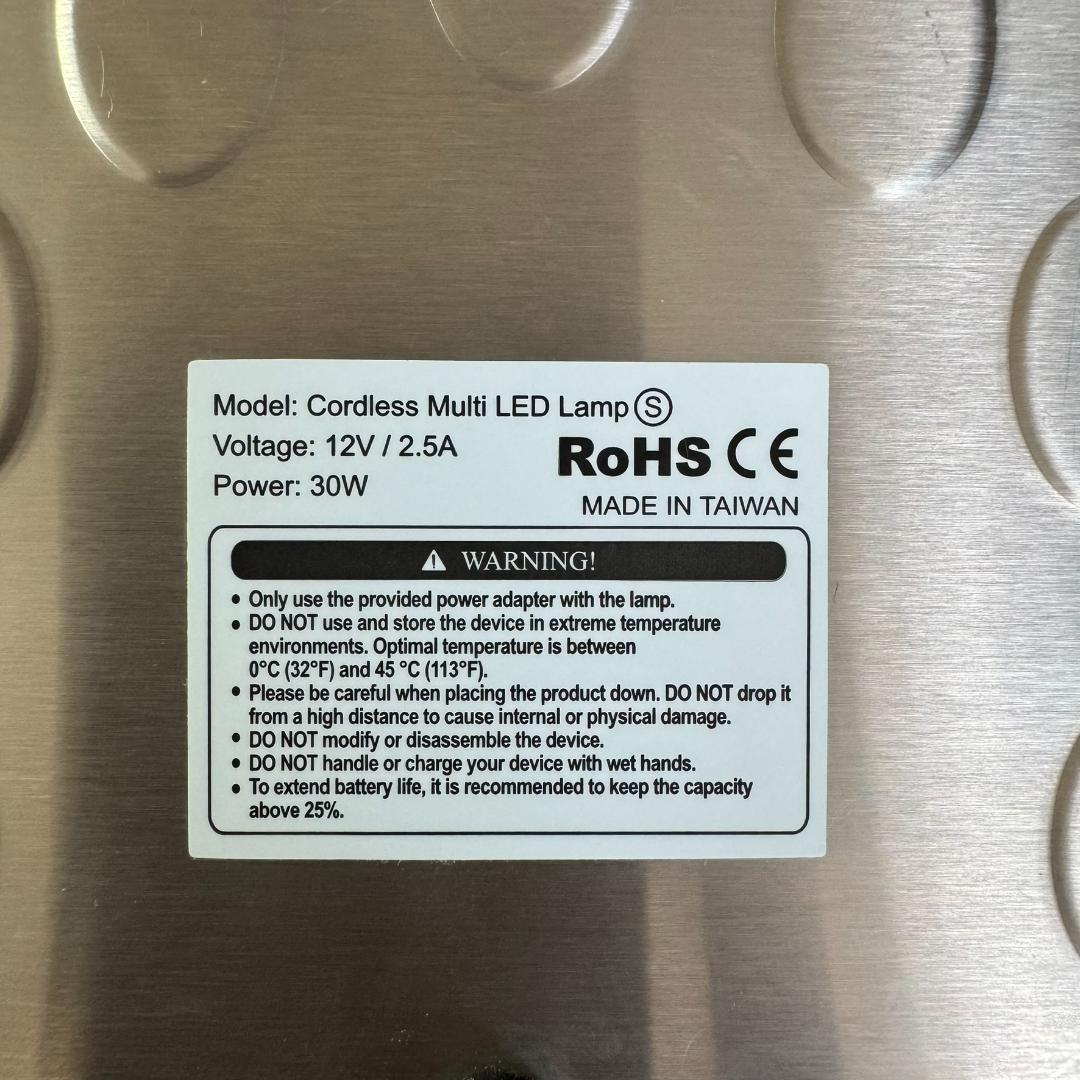 Model: Cordless Multi LED Lamp Ⓢ
Voltage: 12V / 2.5A
RoHS CE
Power: 30W
MADE IN TAIWAN
⚠ WARNING!
• Only use the provided power adapter with the lamp.
• DO NOT use and store the device in extreme temperature
environments. Optimal temperature is between
0°C (32°F) and 45 °C (113°F).
• Please be careful when placing the product down. DO NOT drop it
from a high distance to cause internal or physical damage.
• DO NOT modify or disassemble the device.
• DO NOT handle or charge your device with wet hands.
• To extend battery life, it is recommended to keep the capacity
above 25%.